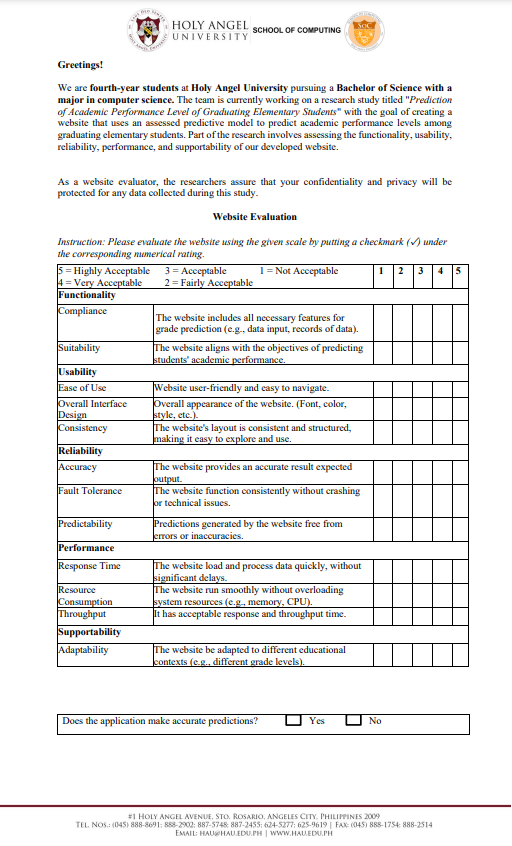 HOLY ANGEL
UNIVERSITY
SCHOOL OF COMPUTING
SOC
Greetings!
We are fourth-year students at Holy Angel University pursuing a Bachelor of Science with a
major in computer science. The team is currently working on a research study titled "Prediction
of Academic Performance Level of Graduating Elementary Students" with the goal of creating a
website that uses an assessed predictive model to predict academic performance levels among
graduating elementary students. Part of the research involves assessing the functionality, usability,
reliability, performance, and supportability of our developed website.
As a website evaluator, the researchers assure that your confidentiality and privacy will be
protected for any data collected during this study.
Website Evaluation
Instruction: Please evaluate the website using the given scale by putting a checkmark (✓) under
the corresponding numerical rating.
5 = Highly Acceptable 3 = Acceptable 1 = Not Acceptable 1 2 3 4 5
4 = Very Acceptable 2 = Fairly Acceptable
Functionality
Compliance
The website includes all necessary features for
grade prediction (e.g., data input, records of data).
Suitability The website aligns with the objectives of predicting
students' academic performance.
Usability
Ease of Use Website user-friendly and easy to navigate.
Overall Interface Overall appearance of the website. (Font, color,
Design style, etc.).
Consistency The website's layout is consistent and structured,
making it easy to explore and use.
Reliability
Accuracy The website provides an accurate result expected
output.
Fault Tolerance The website function consistently without crashing
or technical issues.
Predictability Predictions generated by the website free from
errors or inaccuracies.
Performance
Response Time The website load and process data quickly, without
significant delays.
Resource The website run smoothly without overloading
Consumption system resources (e.g., memory, CPU).
Throughput It has acceptable response and throughput time.
Supportability
Adaptability The website be adapted to different educational
contexts (e.g., different grade levels).
Does the application make accurate predictions? Yes No
#1 HOLY ANGEL AVENUE, STO. ROSARIO, ANGELES CITY, PHILIPPINES 2009
TEL. NOS.: (045) 888-8691; 888-2902; 887-5748; 887-2455; 624-5277; 625-9619 | FAX: (045) 888-1754; 888-2514
EMAIL: HAU@HAU.EDU.PH | WWW.HAU.EDU.PH